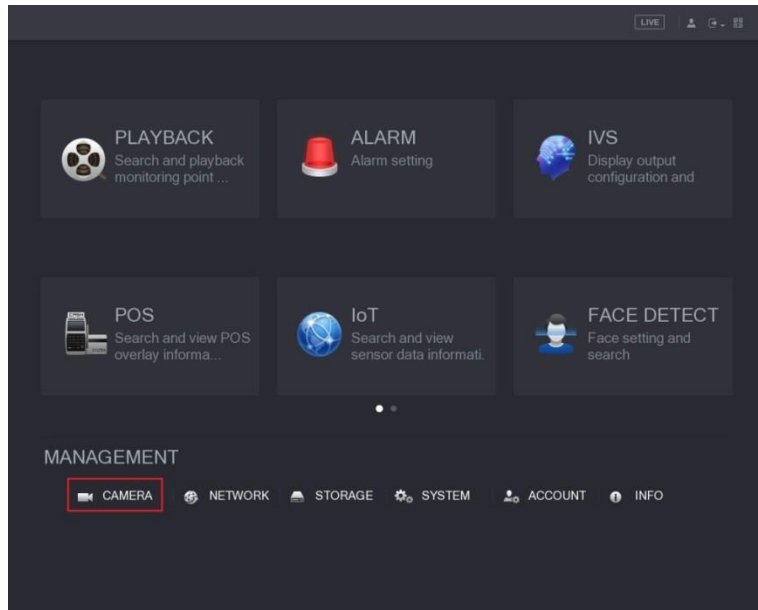 LIVE
PLAYBACK
Search and playback
monitoring point ...
ALARM
Alarm setting
IVS
Display output
configuration and
POS
Search and view POS
overlay informa...
IoT
Search and view
sensor data informati.
FACE DETECT
Face setting and
search
MANAGEMENT
CAMERA
NETWORK
STORAGE
SYSTEM
ACCOUNT
INFO